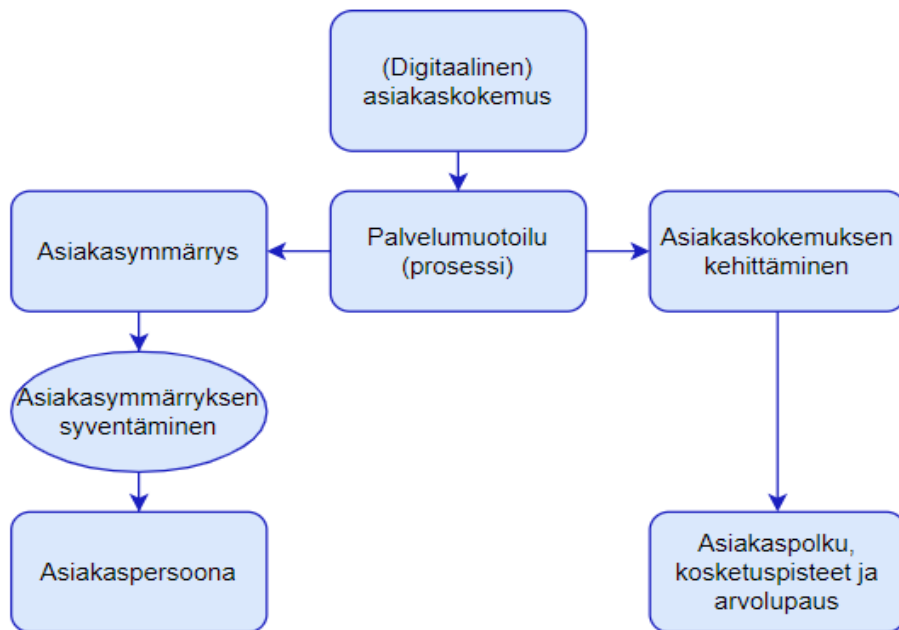 (Digitaalinen)
asiakaskokemus
Asiakasymmärrys
Palvelumuotoilu
(prosessi)
Asiakaskokemuksen
kehittäminen
Asiakasymmärryksen
syventäminen
Asiakaspersoona
Asiakaspolku,
kosketuspisteet ja
arvolupaus